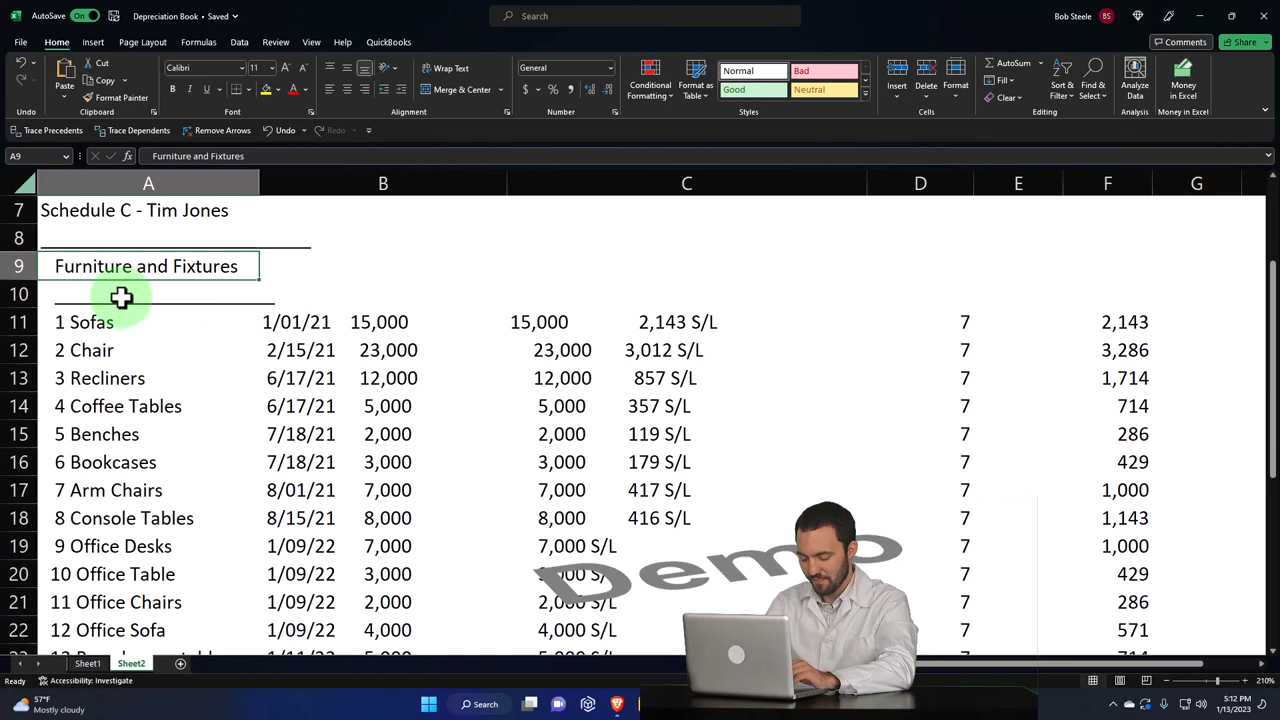 AutoSave On Depreciation Book • Saved Search Bob Steele BS
File Home Insert Page Layout Formulas Data Review View Help QuickBooks Comments Share
Paste Cut Copy Format Painter Calibri 11 Wrap Text Merge & Center General Conditional Formatting Format as Table Normal Bad Good Neutral Insert Delete Format AutoSum Fill Clear Sort & Filter Find & Select Analyze Data Money in Excel
Undo Clipboard Font Alignment Number Styles Cells Editing Analysis Money in Excel
Trace Precedents Trace Dependents Remove Arrows Undo Redo
A9 fx Furniture and Fixtures
A B C D E F G
7 Schedule C - Tim Jones
8
9 Furniture and Fixtures
10
11 1 Sofas 1/01/21 15,000 15,000 2,143 S/L 7 2,143
12 2 Chair 2/15/21 23,000 23,000 3,012 S/L 7 3,286
13 3 Recliners 6/17/21 12,000 12,000 857 S/L 7 1,714
14 4 Coffee Tables 6/17/21 5,000 5,000 357 S/L 7 714
15 5 Benches 7/18/21 2,000 2,000 119 S/L 7 286
16 6 Bookcases 7/18/21 3,000 3,000 179 S/L 7 429
17 7 Arm Chairs 8/01/21 7,000 7,000 417 S/L 7 1,000
18 8 Console Tables 8/15/21 8,000 8,000 416 S/L 7 1,143
19 9 Office Desks 1/09/22 7,000 7,000 S/L 7 1,000
20 10 Office Table 1/09/22 3,000 S/L 7 429
21 11 Office Chairs 1/09/22 2,000 2,000 S/L 7 286
22 12 Office Sofa 1/09/22 4,000 4,000 S/L 7 571
Demo
Sheet1 Sheet2
Ready Accessibility: Investigate 210%
57°F
Mostly cloudy
Search
5:12 PM
1/13/2023